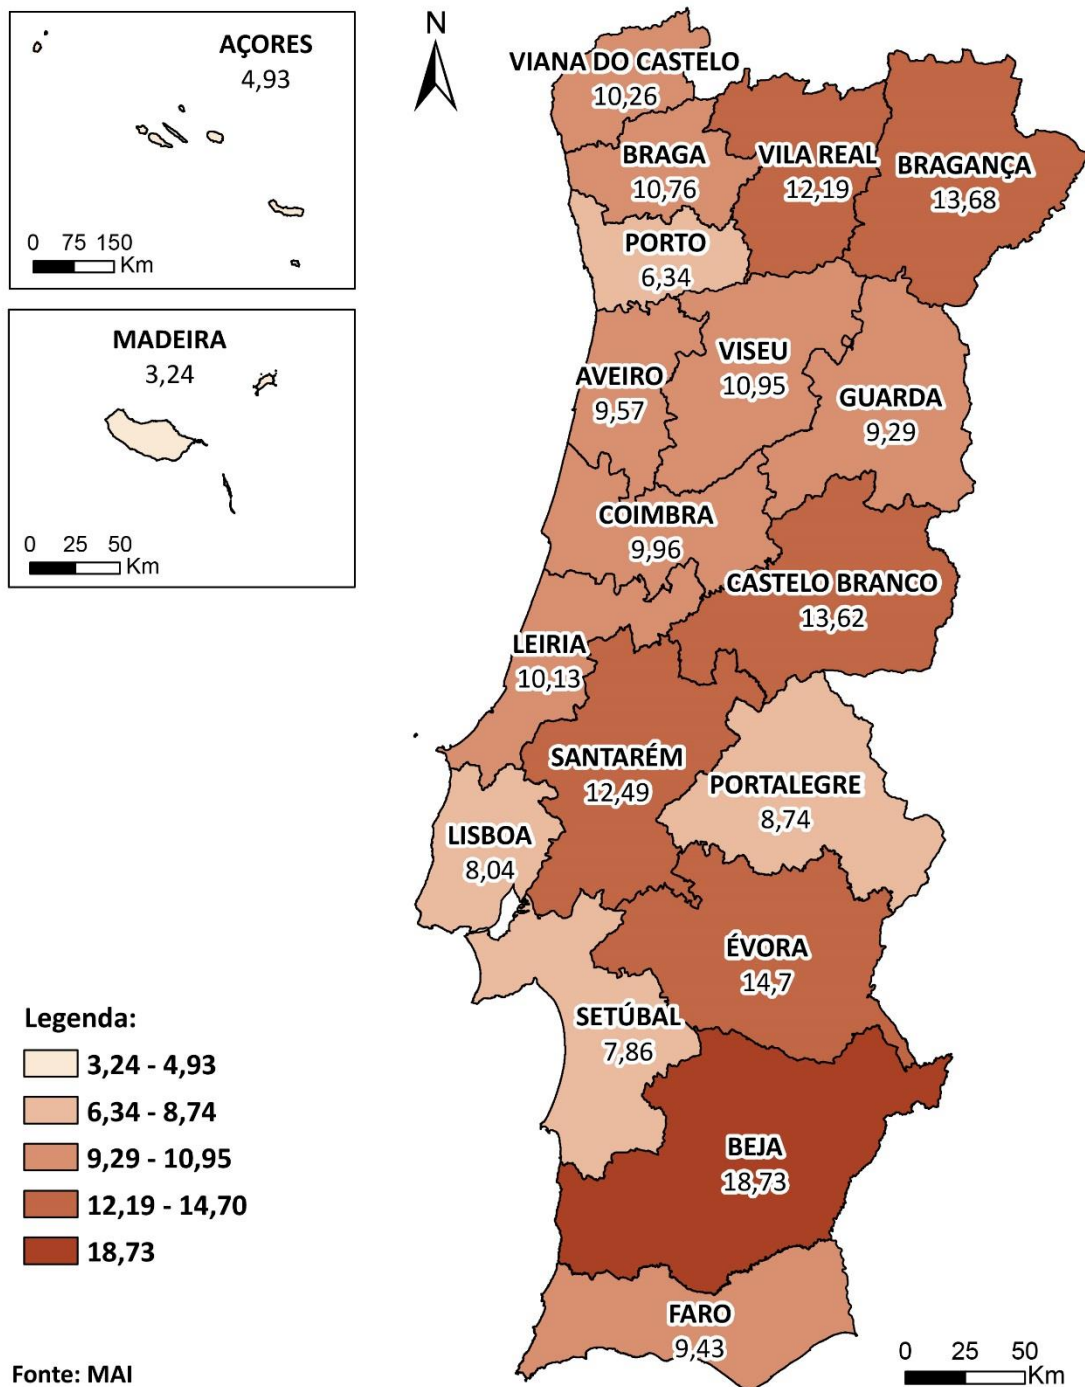 AÇORES
4,93
0 75 150
Km
MADEIRA
3,24
0 25 50
Km
N
VIANA DO CASTELO
10,26
BRAGA
10,76
VILA REAL
12,19
BRAGANÇA
13,68
PORTO
6,34
AVEIRO
9,57
VISEU
10,95
GUARDA
9,29
COIMBRA
9,96
CASTELO BRANCO
13,62
LEIRIA
10,13
SANTARÉM
12,49
PORTALEGRE
8,74
LISBOA
8,04
ÉVORA
14,7
SETÚBAL
7,86
BEJA
18,73
FARO
9,43
Legenda:
3,24 - 4,93
6,34 - 8,74
9,29 - 10,95
12,19 - 14,70
18,73
Fonte: MAI
0 25 50
Km